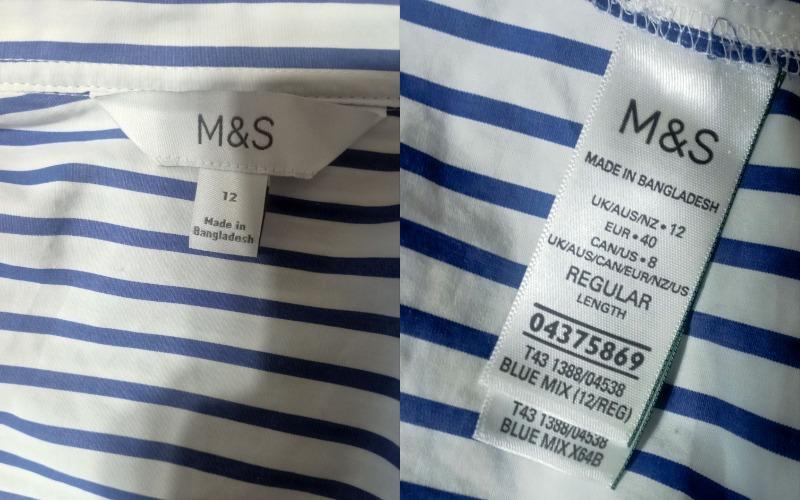 M&S
12
Made in
Bangladesh
M&S
MADE IN BANGLADESH
UK/AUS/NZ • 12
EUR • 40
CAN/US • 8
UK/AUS/CAN/EUR/NZ/US
REGULAR
LENGTH
04375869
T43 1388/04538
BLUE MIX (12/REG)
T43 1388/04538
BLUE MIX X64B